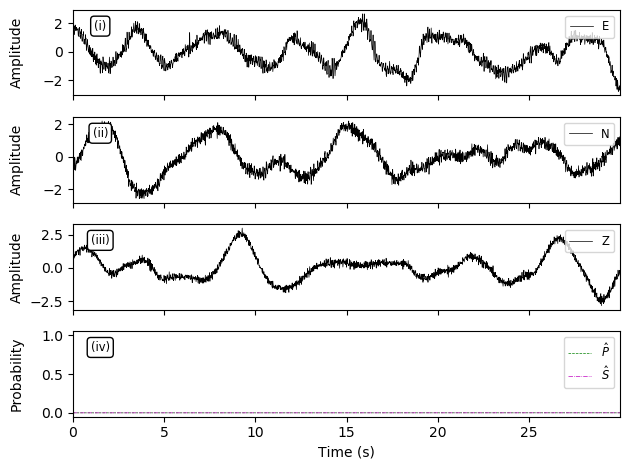 (i)
E
Amplitude
2
0
−2
(ii)
N
Amplitude
2
0
−2
(iii)
Z
Amplitude
2.5
0.0
−2.5
(iv)
P̂
Ŝ
Probability
1.0
0.5
0.0
0 5 10 15 20 25
Time (s)